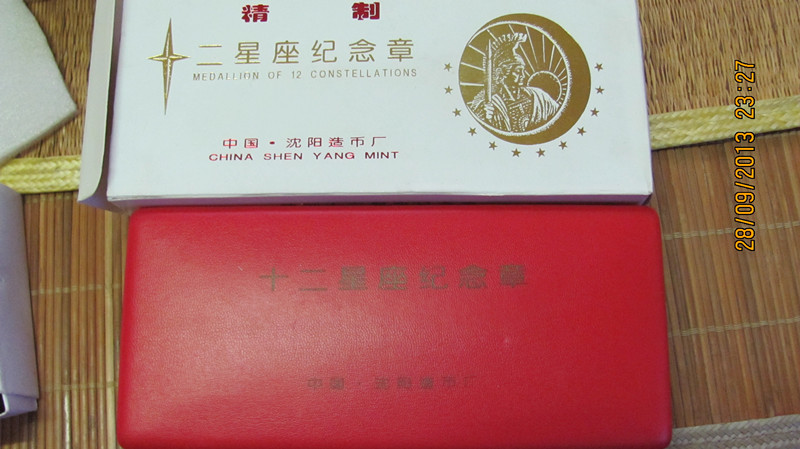 精 制
二星座纪念章
MEDALLION OF 12 CONSTELLATIONS
中国·沈阳造币厂
CHINA SHEN YANG MINT
十二星座纪念章
中国·沈阳造币厂
28/09/2013 23:27